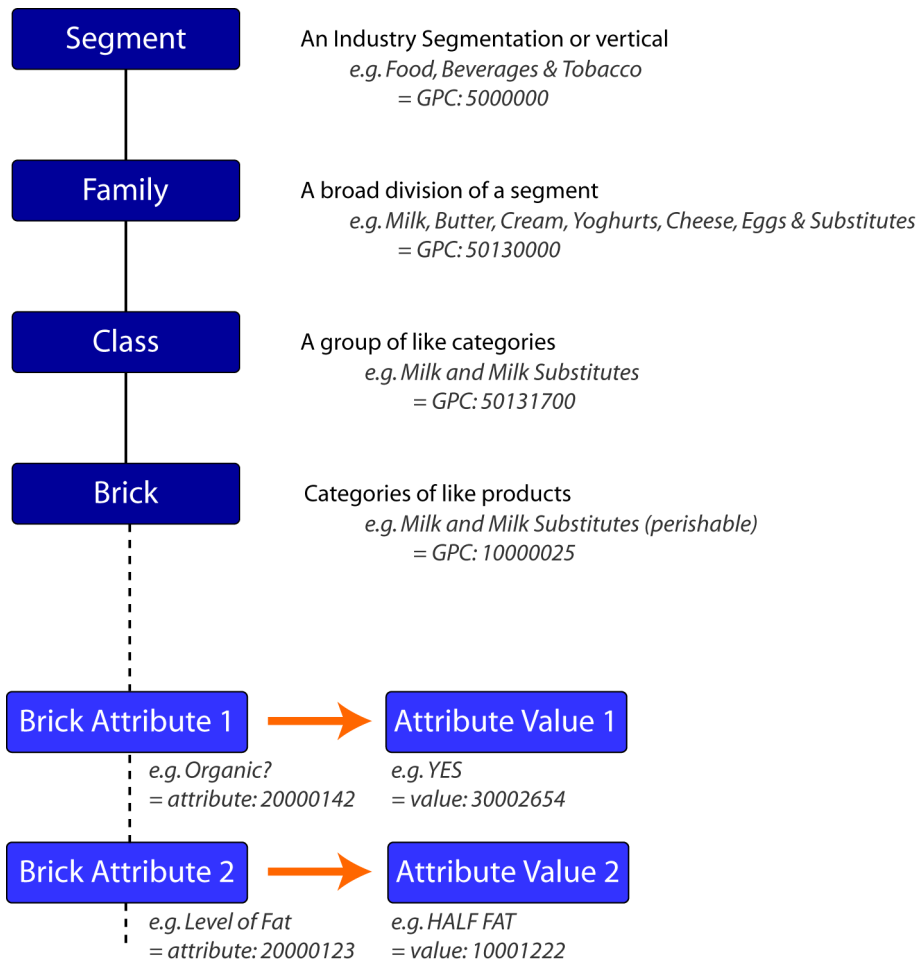 Segment
An Industry Segmentation or vertical
e.g. Food, Beverages & Tobacco
= GPC: 5000000
Family
A broad division of a segment
e.g. Milk, Butter, Cream, Yoghurts, Cheese, Eggs & Substitutes
= GPC: 50130000
Class
A group of like categories
e.g. Milk and Milk Substitutes
= GPC: 50131700
Brick
Categories of like products
e.g. Milk and Milk Substitutes (perishable)
= GPC: 10000025
Brick Attribute 1
Attribute Value 1
e.g. Organic?
= attribute: 20000142
e.g. YES
= value: 30002654
Brick Attribute 2
Attribute Value 2
e.g. Level of Fat
= attribute: 20000123
e.g. HALF FAT
= value: 10001222